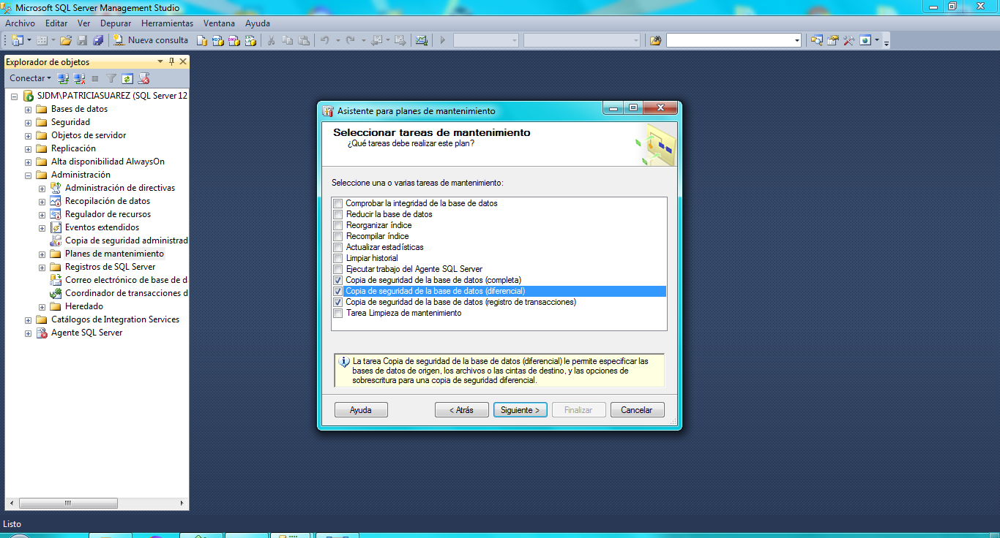 Microsoft SQL Server Management Studio
Archivo Editar Ver Depurar Herramientas Ventana Ayuda
Nueva consulta
Explorador de objetos
Conectar
SJDM\PATRICIASUAREZ (SQL Server 12
Bases de datos
Seguridad
Objetos de servidor
Replicación
Alta disponibilidad AlwaysOn
Administración
Administración de directivas
Recopilación de datos
Regulador de recursos
Eventos extendidos
Copia de seguridad administrad
Planes de mantenimiento
Registros de SQL Server
Correo electrónico de base de d
Coordinador de transacciones d
Heredado
Catálogos de Integration Services
Agente SQL Server
Asistente para planes de mantenimiento
Seleccionar tareas de mantenimiento
¿Qué tareas debe realizar este plan?
Seleccione una o varias tareas de mantenimiento:
Comprobar la integridad de la base de datos
Reducir la base de datos
Reorganizar índice
Recompilar índice
Actualizar estadísticas
Limpiar historial
Ejecutar trabajo del Agente SQL Server
Copia de seguridad de la base de datos (completa)
Copia de seguridad de la base de datos (diferencial)
Copia de seguridad de la base de datos (registro de transacciones)
Tarea Limpieza de mantenimiento
La tarea Copia de seguridad de la base de datos (diferencial) le permite especificar las
bases de datos de origen, los archivos o las cintas de destino, y las opciones de
sobrescritura para una copia de seguridad diferencial.
Ayuda < Atrás Siguiente > Finalizar Cancelar
Listo